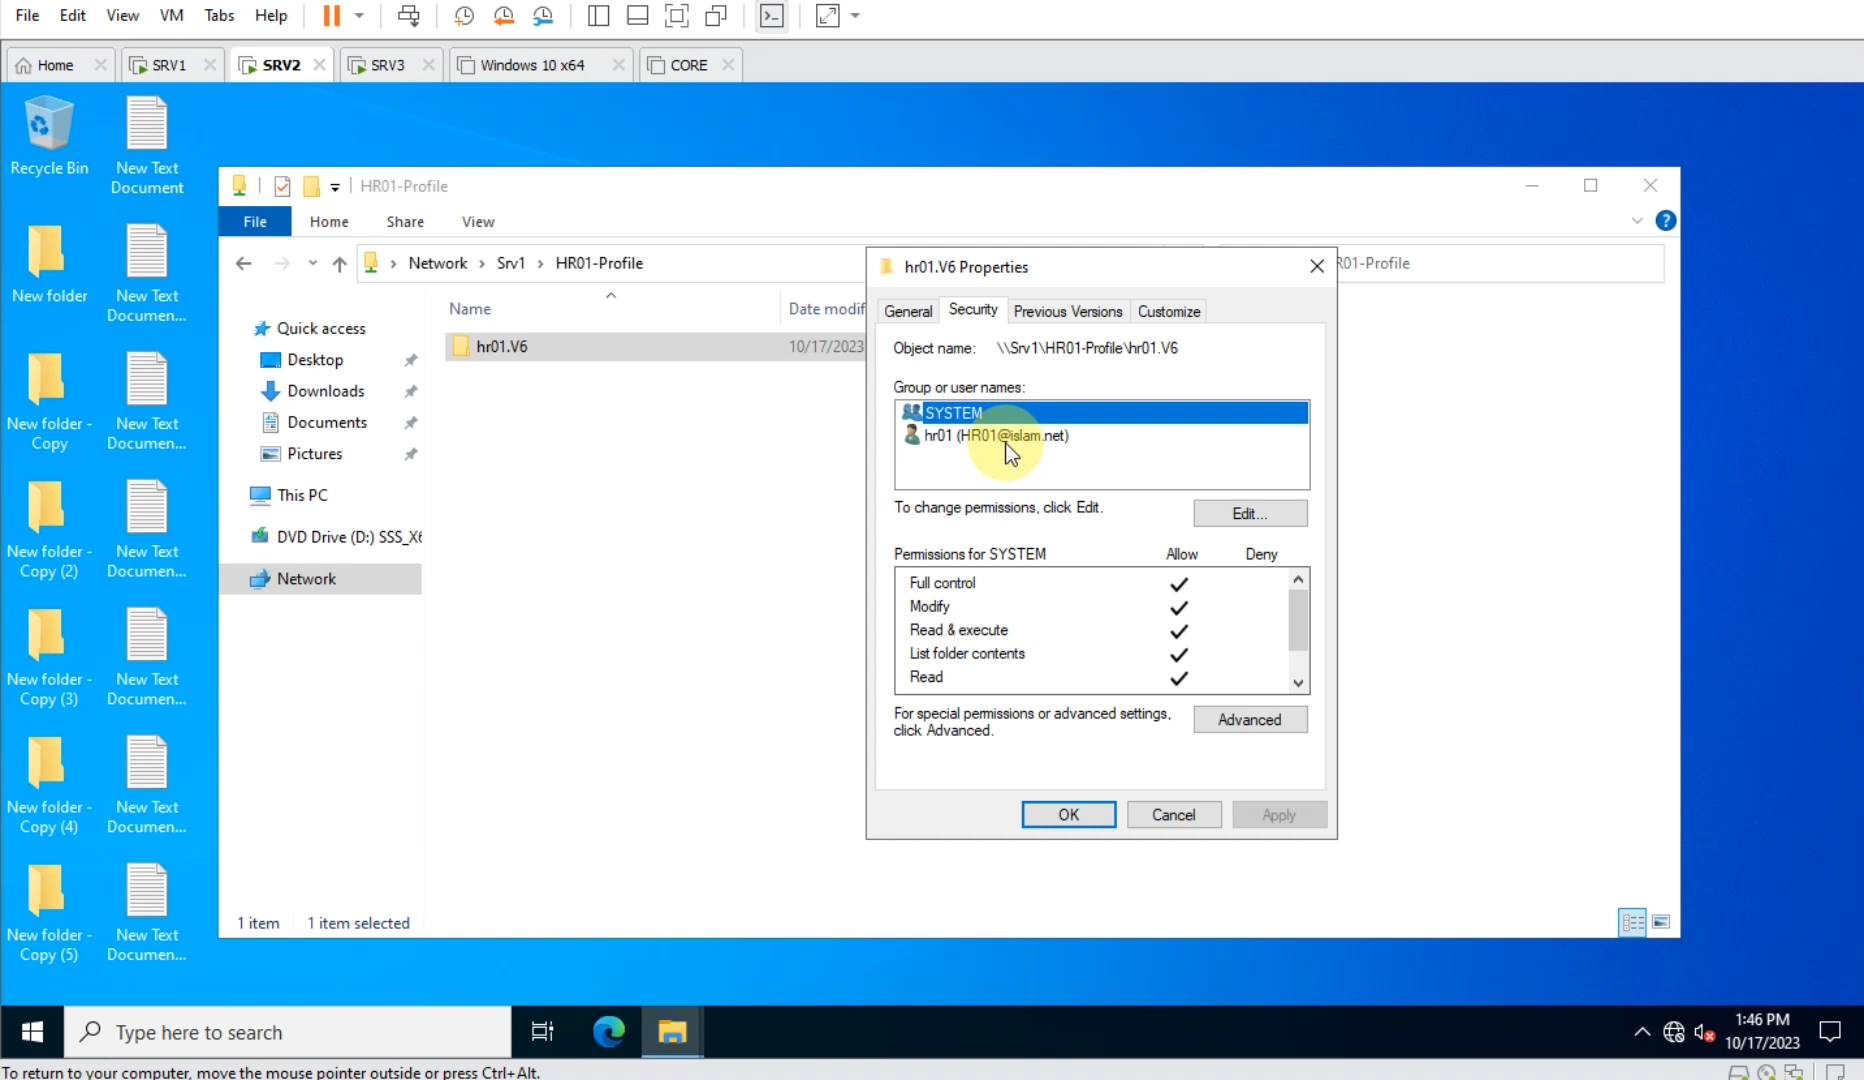 File Edit View VM Tabs Help
Home SRV1 SRV2 SRV3 Windows 10 x64 CORE
Recycle Bin
New Text
Document
New folder
New Text
Documen...
New folder -
Copy
New Text
Documen...
New folder -
Copy (2)
New Text
Documen...
New folder -
Copy (3)
New Text
Documen...
New folder -
Copy (4)
New Text
Documen...
New folder -
Copy (5)
New Text
Documen...
HR01-Profile
File Home Share View
Network › Srv1 › HR01-Profile
R01-Profile
Quick access
Desktop
Downloads
Documents
Pictures
This PC
DVD Drive (D:) SSS_X6
Network
Name Date modif
hr01.V6 10/17/2023
1 item 1 item selected
hr01.V6 Properties
General Security Previous Versions Customize
Object name: \\Srv1\HR01-Profile\hr01.V6
Group or user names:
SYSTEM
hr01 (HR01@islam.net)
To change permissions, click Edit.
Edit...
Permissions for SYSTEM Allow Deny
Full control
Modify
Read & execute
List folder contents
Read
For special permissions or advanced settings,
click Advanced.
Advanced
OK Cancel Apply
Type here to search
1:46 PM
10/17/2023
To return to your computer, move the mouse pointer outside or press Ctrl+Alt.